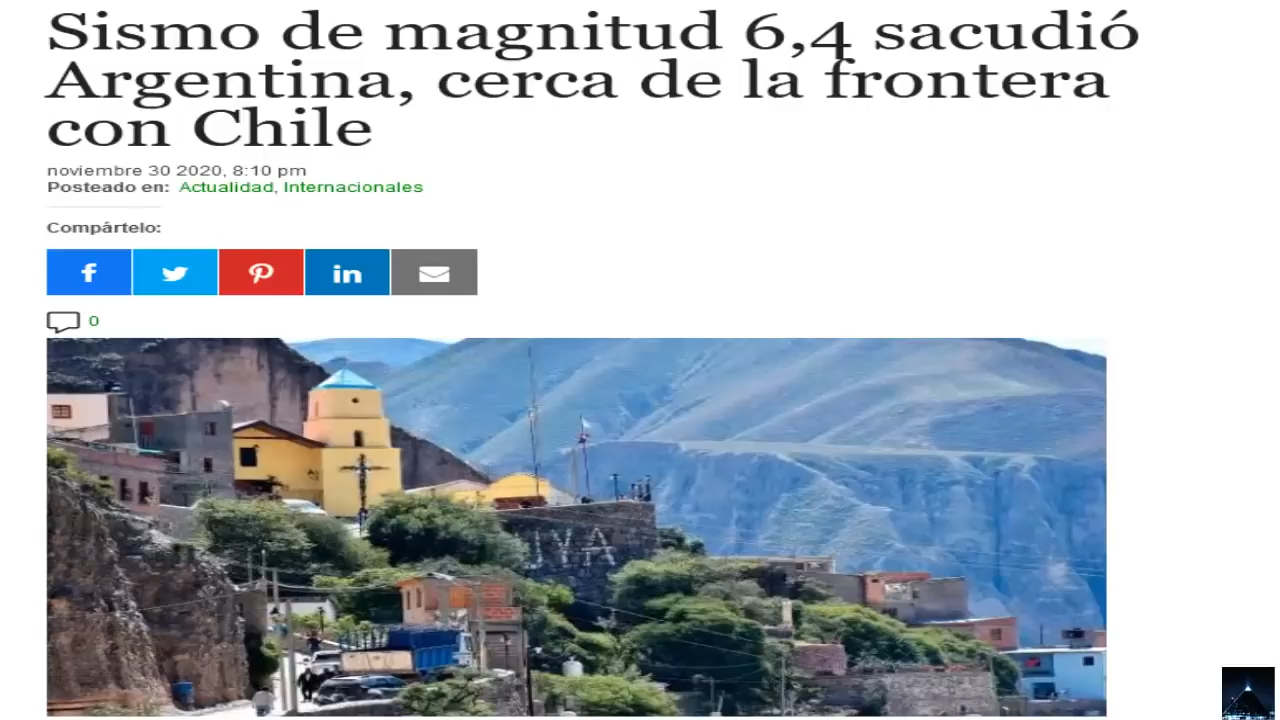 Sismo de magnitud 6,4 sacudió
Argentina, cerca de la frontera
con Chile
noviembre 30 2020, 8:10 pm
Posteado en: Actualidad, Internacionales
Compártelo:
f in
0